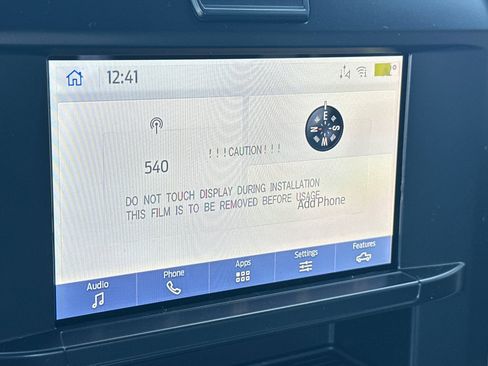 12:41
540
! ! ! CAUTION ! ! !
E
N S
W
DO NOT TOUCH DISPLAY DURING INSTALLATION
THIS FILM IS TO BE REMOVED BEFORE USAGE
Add Phone
Audio
Phone
Apps
Settings
Features